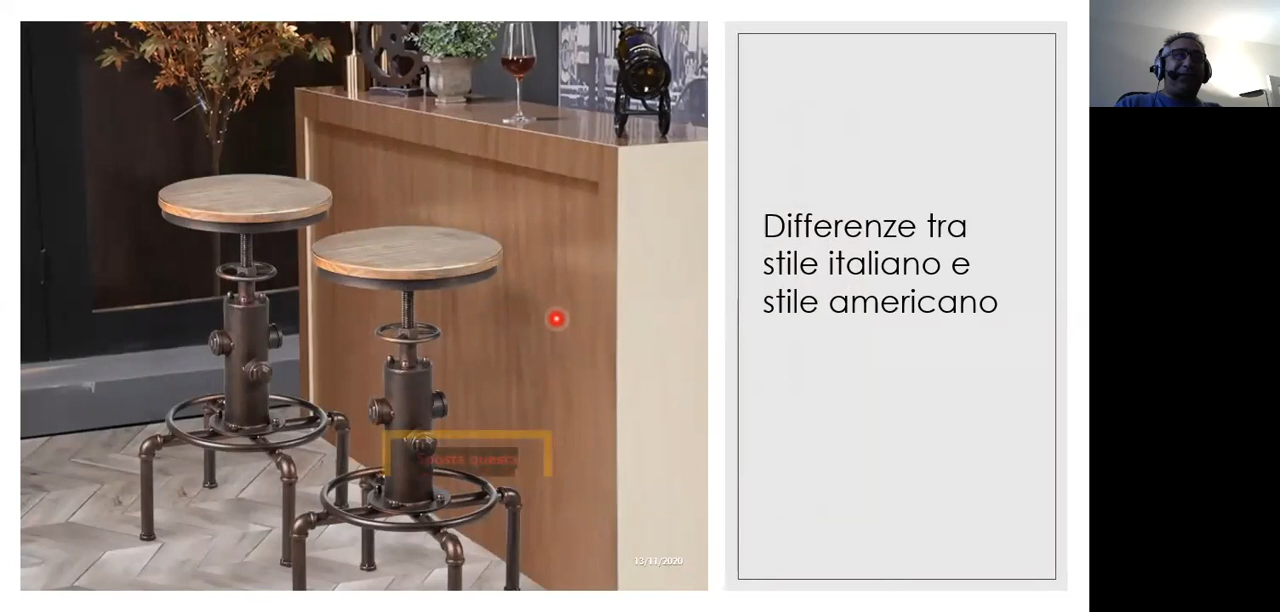 Differenze tra
stile italiano e
stile americano
13/11/2020